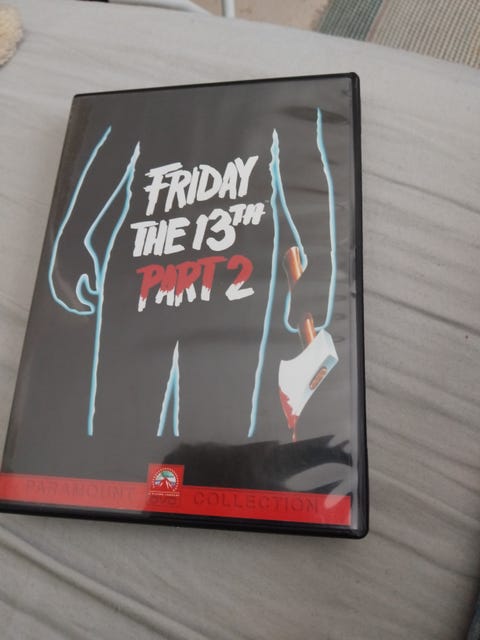 FRIDAY
THE 13TH
PART 2
PARAMOUNT COLLECTION